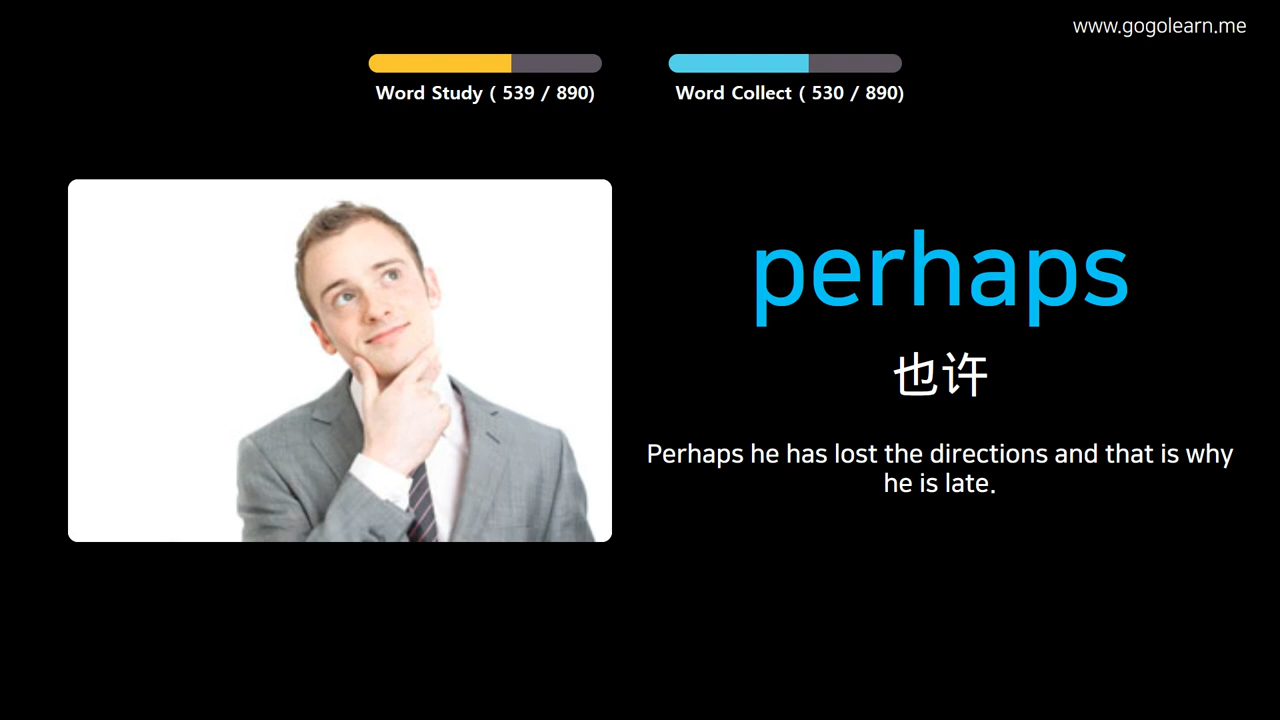 www.gogolearn.me
Word Study ( 539 / 890)
Word Collect ( 530 / 890)
perhaps
也许
Perhaps he has lost the directions and that is why
he is late.